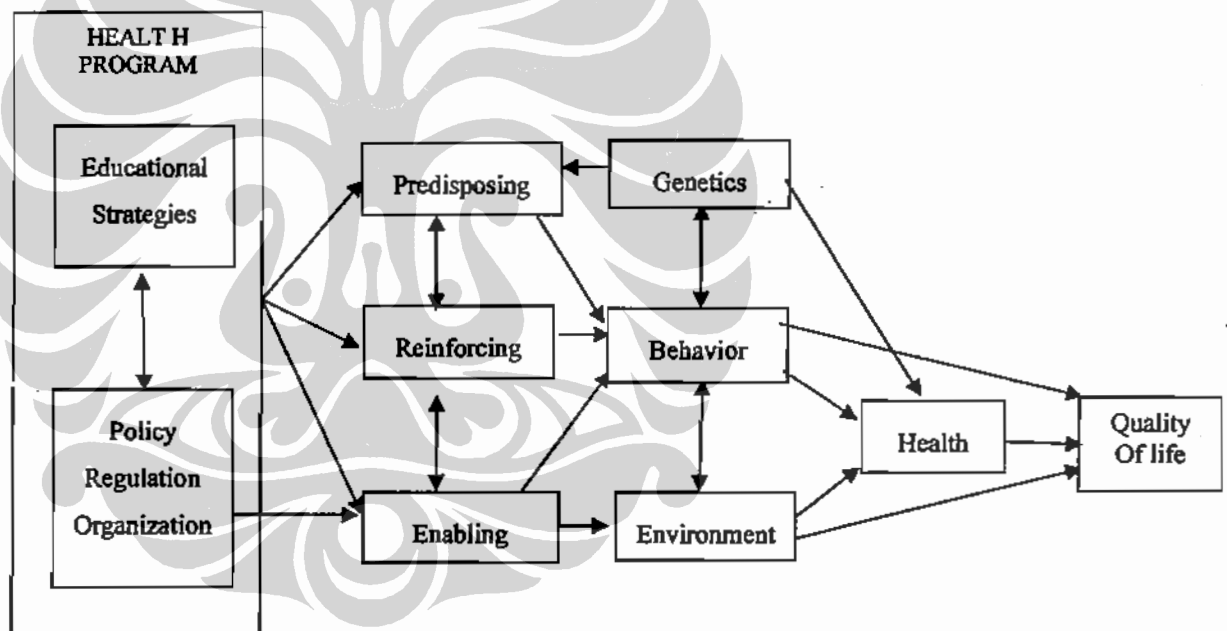 HEALT H
PROGRAM
Educational
Strategies
Policy
Regulation
Organization
Predisposing
Reinforcing
Enabling
Genetics
Behavior
Environment
Health
Quality
Of life